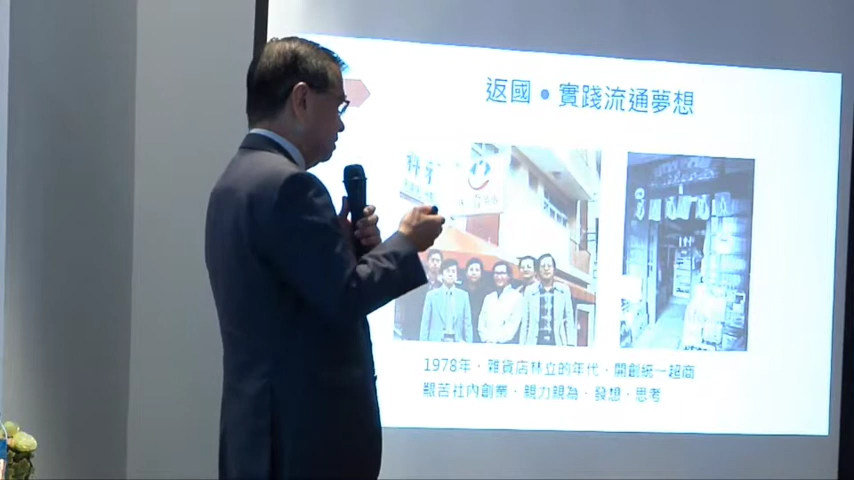 返國•實踐流通夢想
1978年，雜貨店林立的年代，開創統一超商
艱苦社內創業，親力親為，發想，思考